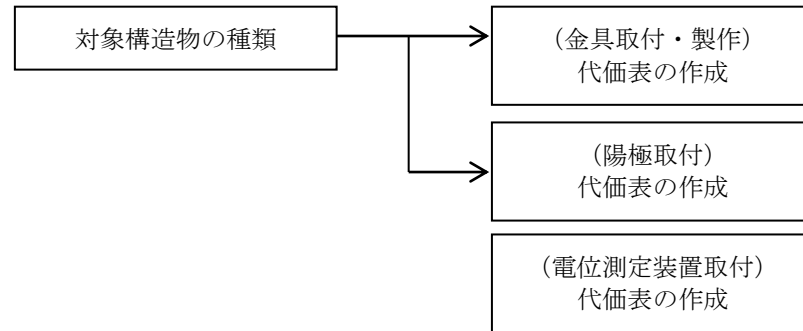 対象構造物の種類
（金具取付・製作）
代価表の作成
（陽極取付）
代価表の作成
（電位測定装置取付）
代価表の作成